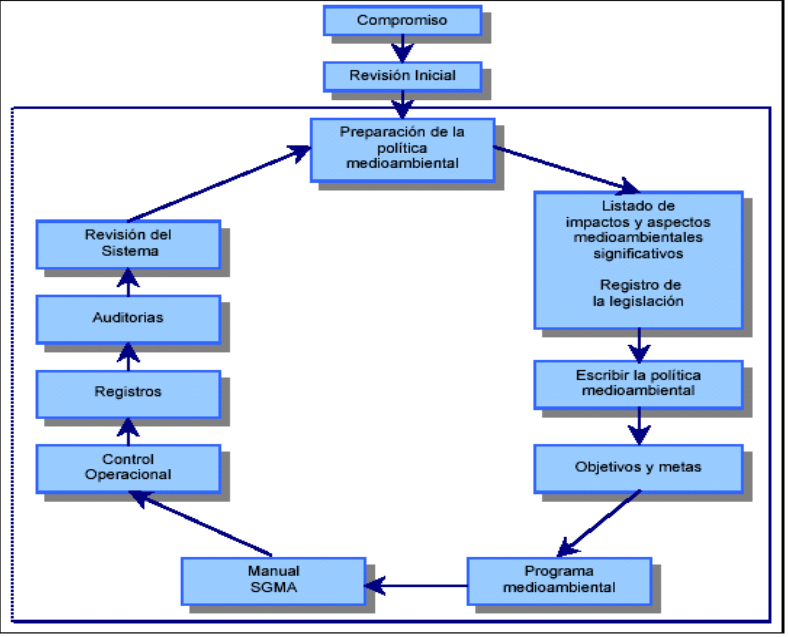 Compromiso
Revisión Inicial
Preparación de la
política
medioambiental
Listado de
impactos y aspectos
medioambientales
significativos
Registro de
la legislación
Escribir la política
medioambiental
Objetivos y metas
Programa
medioambiental
Manual
SGMA
Control
Operacional
Registros
Auditorias
Revisión del
Sistema